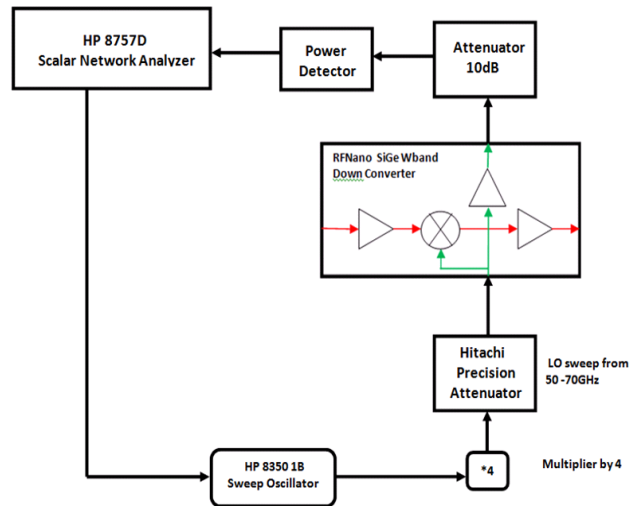 HP 8757D
Scalar Network Analyzer
Power
Detector
Attenuator
10dB
RFNano SiGe Wband
Down Converter
Hitachi
Precision
Attenuator
LO sweep from
50 -70GHz
HP 8350 1B
Sweep Oscillator
*4
Multiplier by 4